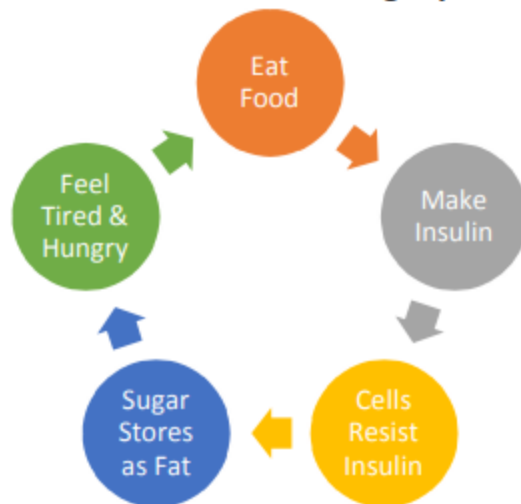 Eat
Food
Make
Insulin
Cells
Resist
Insulin
Sugar
Stores
as Fat
Feel
Tired &
Hungry